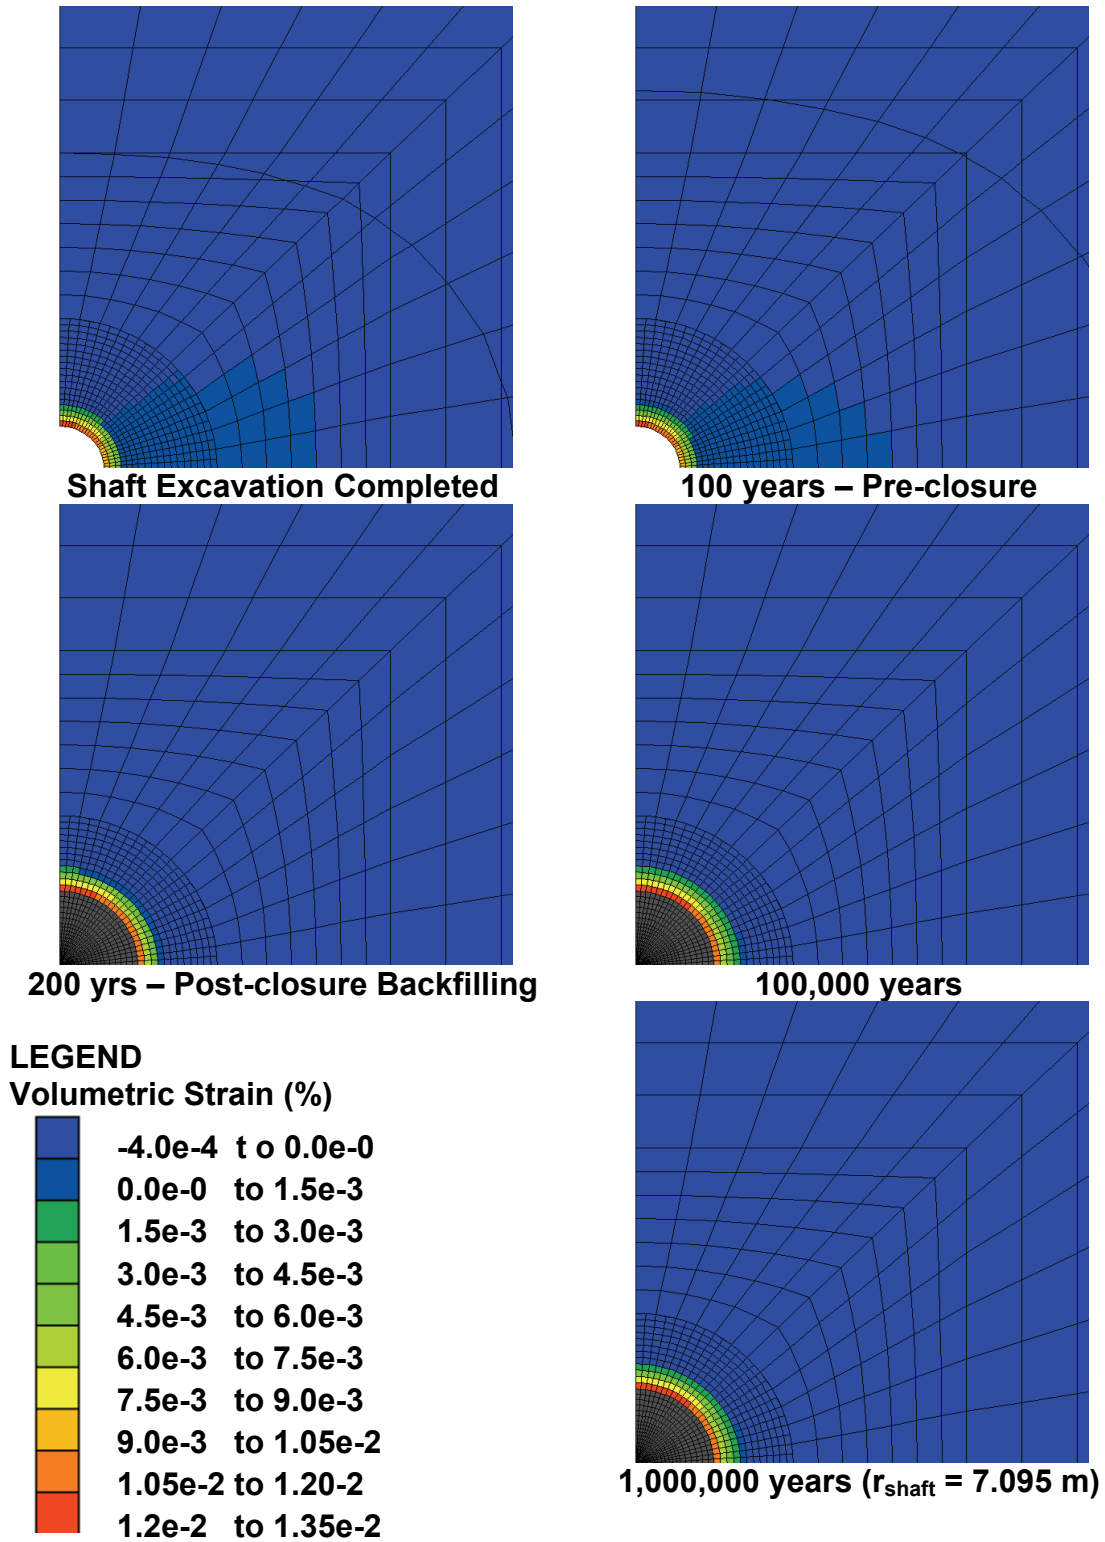 Shaft Excavation Completed
100 years – Pre-closure
200 yrs – Post-closure Backfilling
100,000 years
LEGEND
Volumetric Strain (%)
-4.0e-4 t o 0.0e-0
0.0e-0 to 1.5e-3
1.5e-3 to 3.0e-3
3.0e-3 to 4.5e-3
4.5e-3 to 6.0e-3
6.0e-3 to 7.5e-3
7.5e-3 to 9.0e-3
9.0e-3 to 1.05e-2
1.05e-2 to 1.20-2
1.2e-2 to 1.35e-2
1,000,000 years (rshaft = 7.095 m)